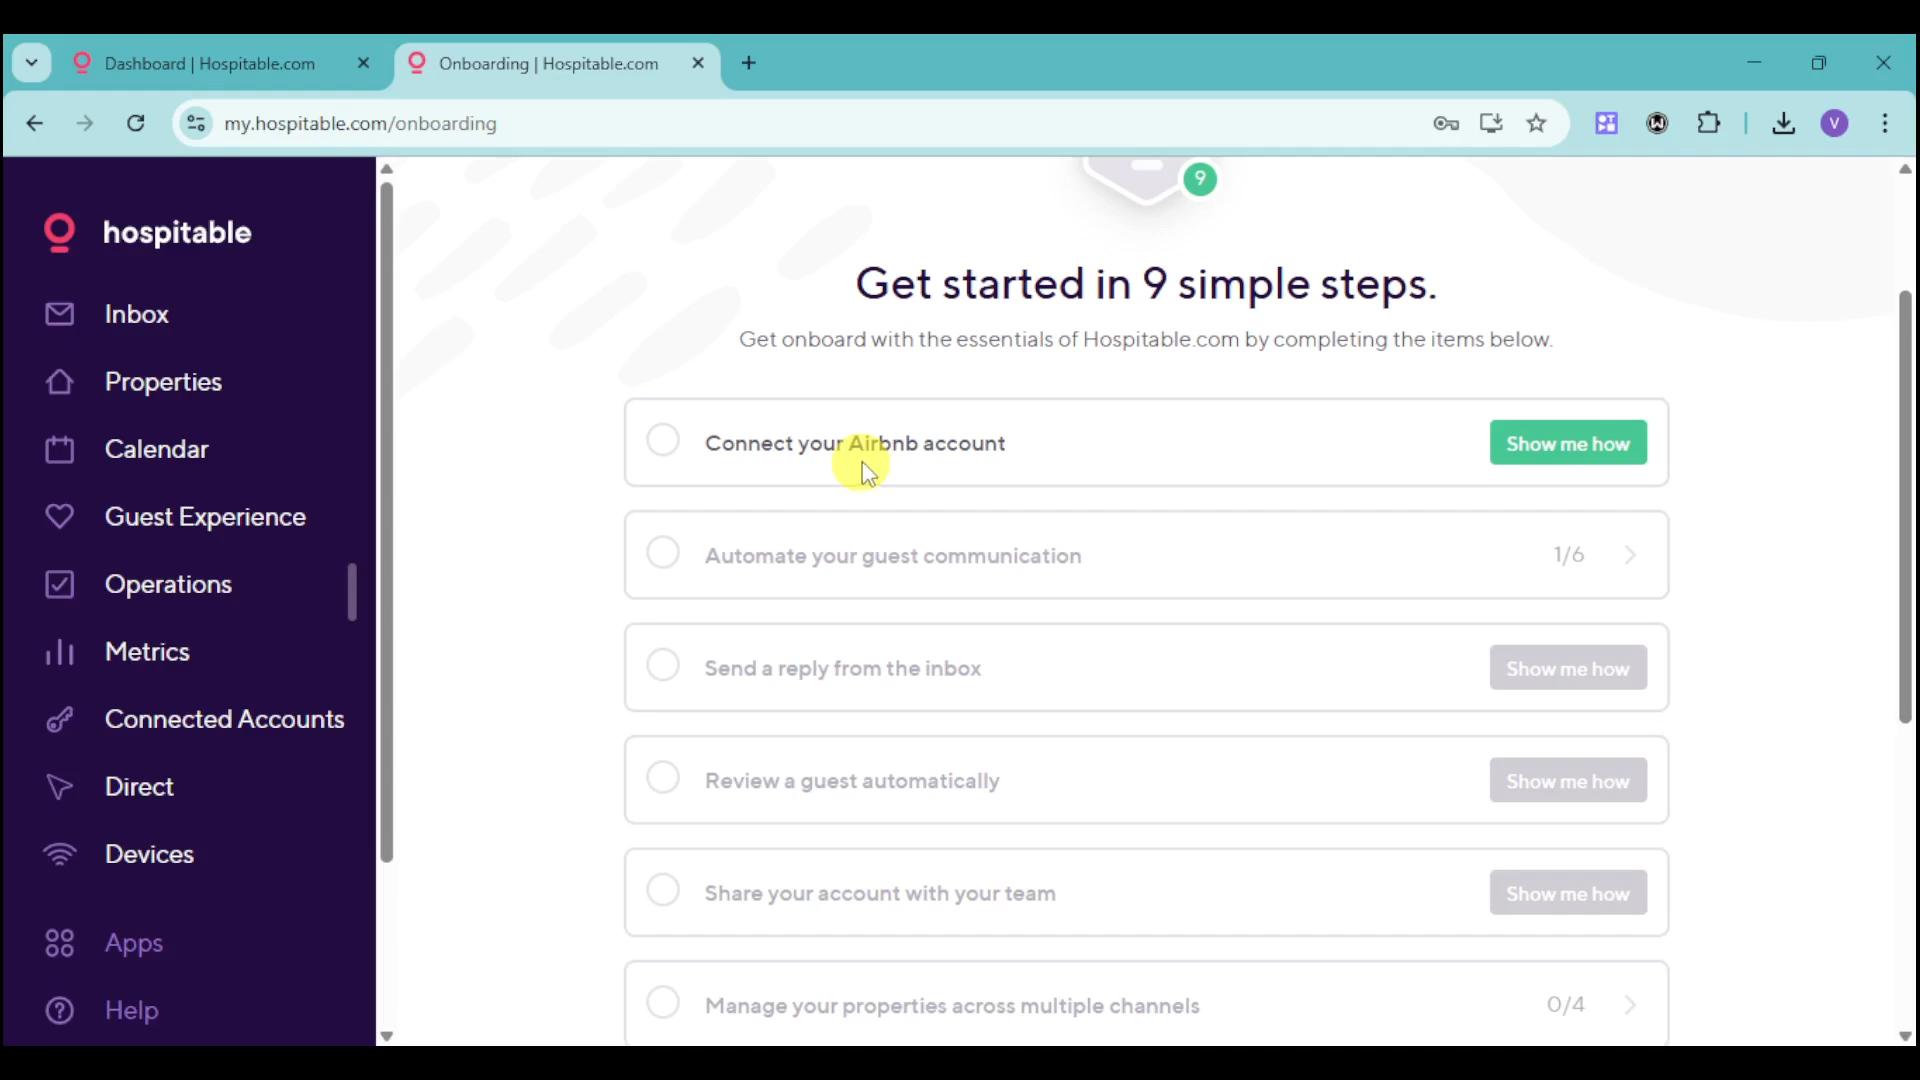 Dashboard | Hospitable.com
Onboarding | Hospitable.com
my.hospitable.com/onboarding
V
hospitable
Inbox
Properties
Calendar
Guest Experience
Operations
Metrics
Connected Accounts
Direct
Devices
Apps
Help
9
Get started in 9 simple steps.
Get onboard with the essentials of Hospitable.com by completing the items below.
Connect your Airbnb account
Show me how
Automate your guest communication
1/6
Send a reply from the inbox
Show me how
Review a guest automatically
Show me how
Share your account with your team
Show me how
Manage your properties across multiple channels
0/4